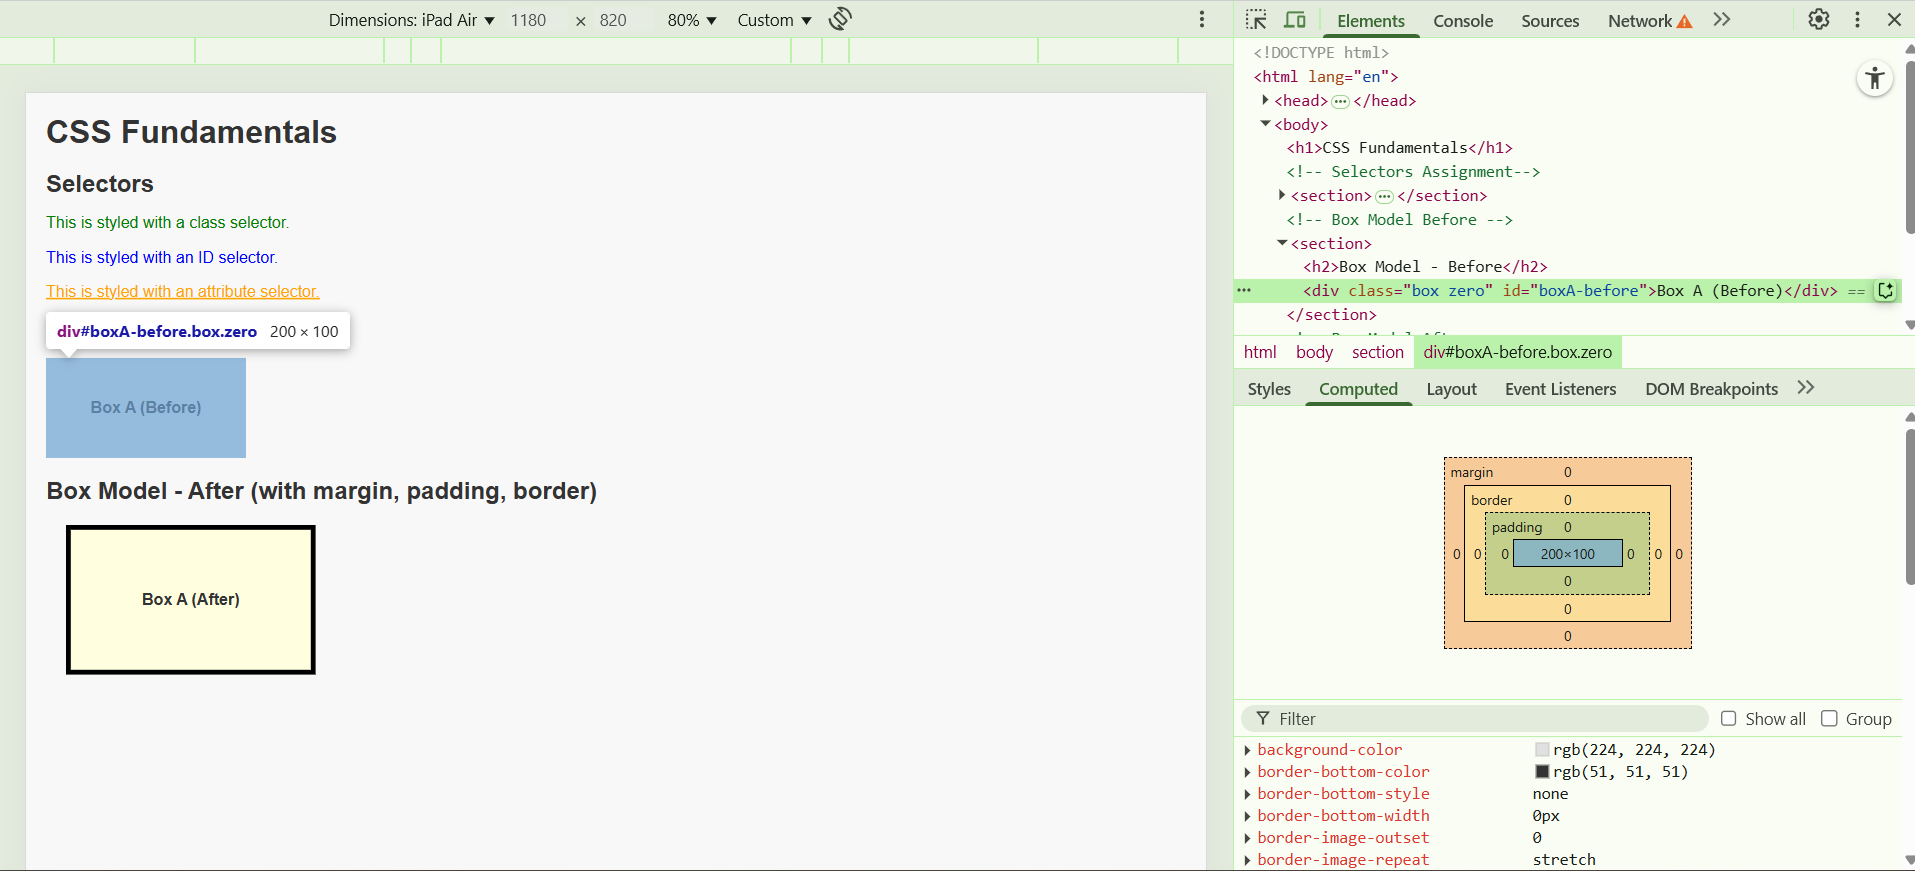 Dimensions: iPad Air ▼ 1180 × 820 80% ▼ Custom ▼
CSS Fundamentals
Selectors
This is styled with a class selector.
This is styled with an ID selector.
This is styled with an attribute selector.
div#boxA-before.box.zero 200 × 100
Box A (Before)
Box Model - After (with margin, padding, border)
Box A (After)
Elements Console Sources Network
<!DOCTYPE html>
<html lang="en">
<head> ··· </head>
<body>
<h1>CSS Fundamentals</h1>
<!-- Selectors Assignment-->
<section> ··· </section>
<!-- Box Model Before -->
<section>
<h2>Box Model - Before</h2>
··· <div class="box zero" id="boxA-before">Box A (Before)</div> ==
</section>
html body section div#boxA-before.box.zero
Styles Computed Layout Event Listeners DOM Breakpoints
margin 0
border 0
padding 0
0 0 0 200×100 0 0 0
0
0
0
Filter Show all Group
background-color rgb(224, 224, 224)
border-bottom-color rgb(51, 51, 51)
border-bottom-style none
border-bottom-width 0px
border-image-outset 0
border-image-repeat stretch